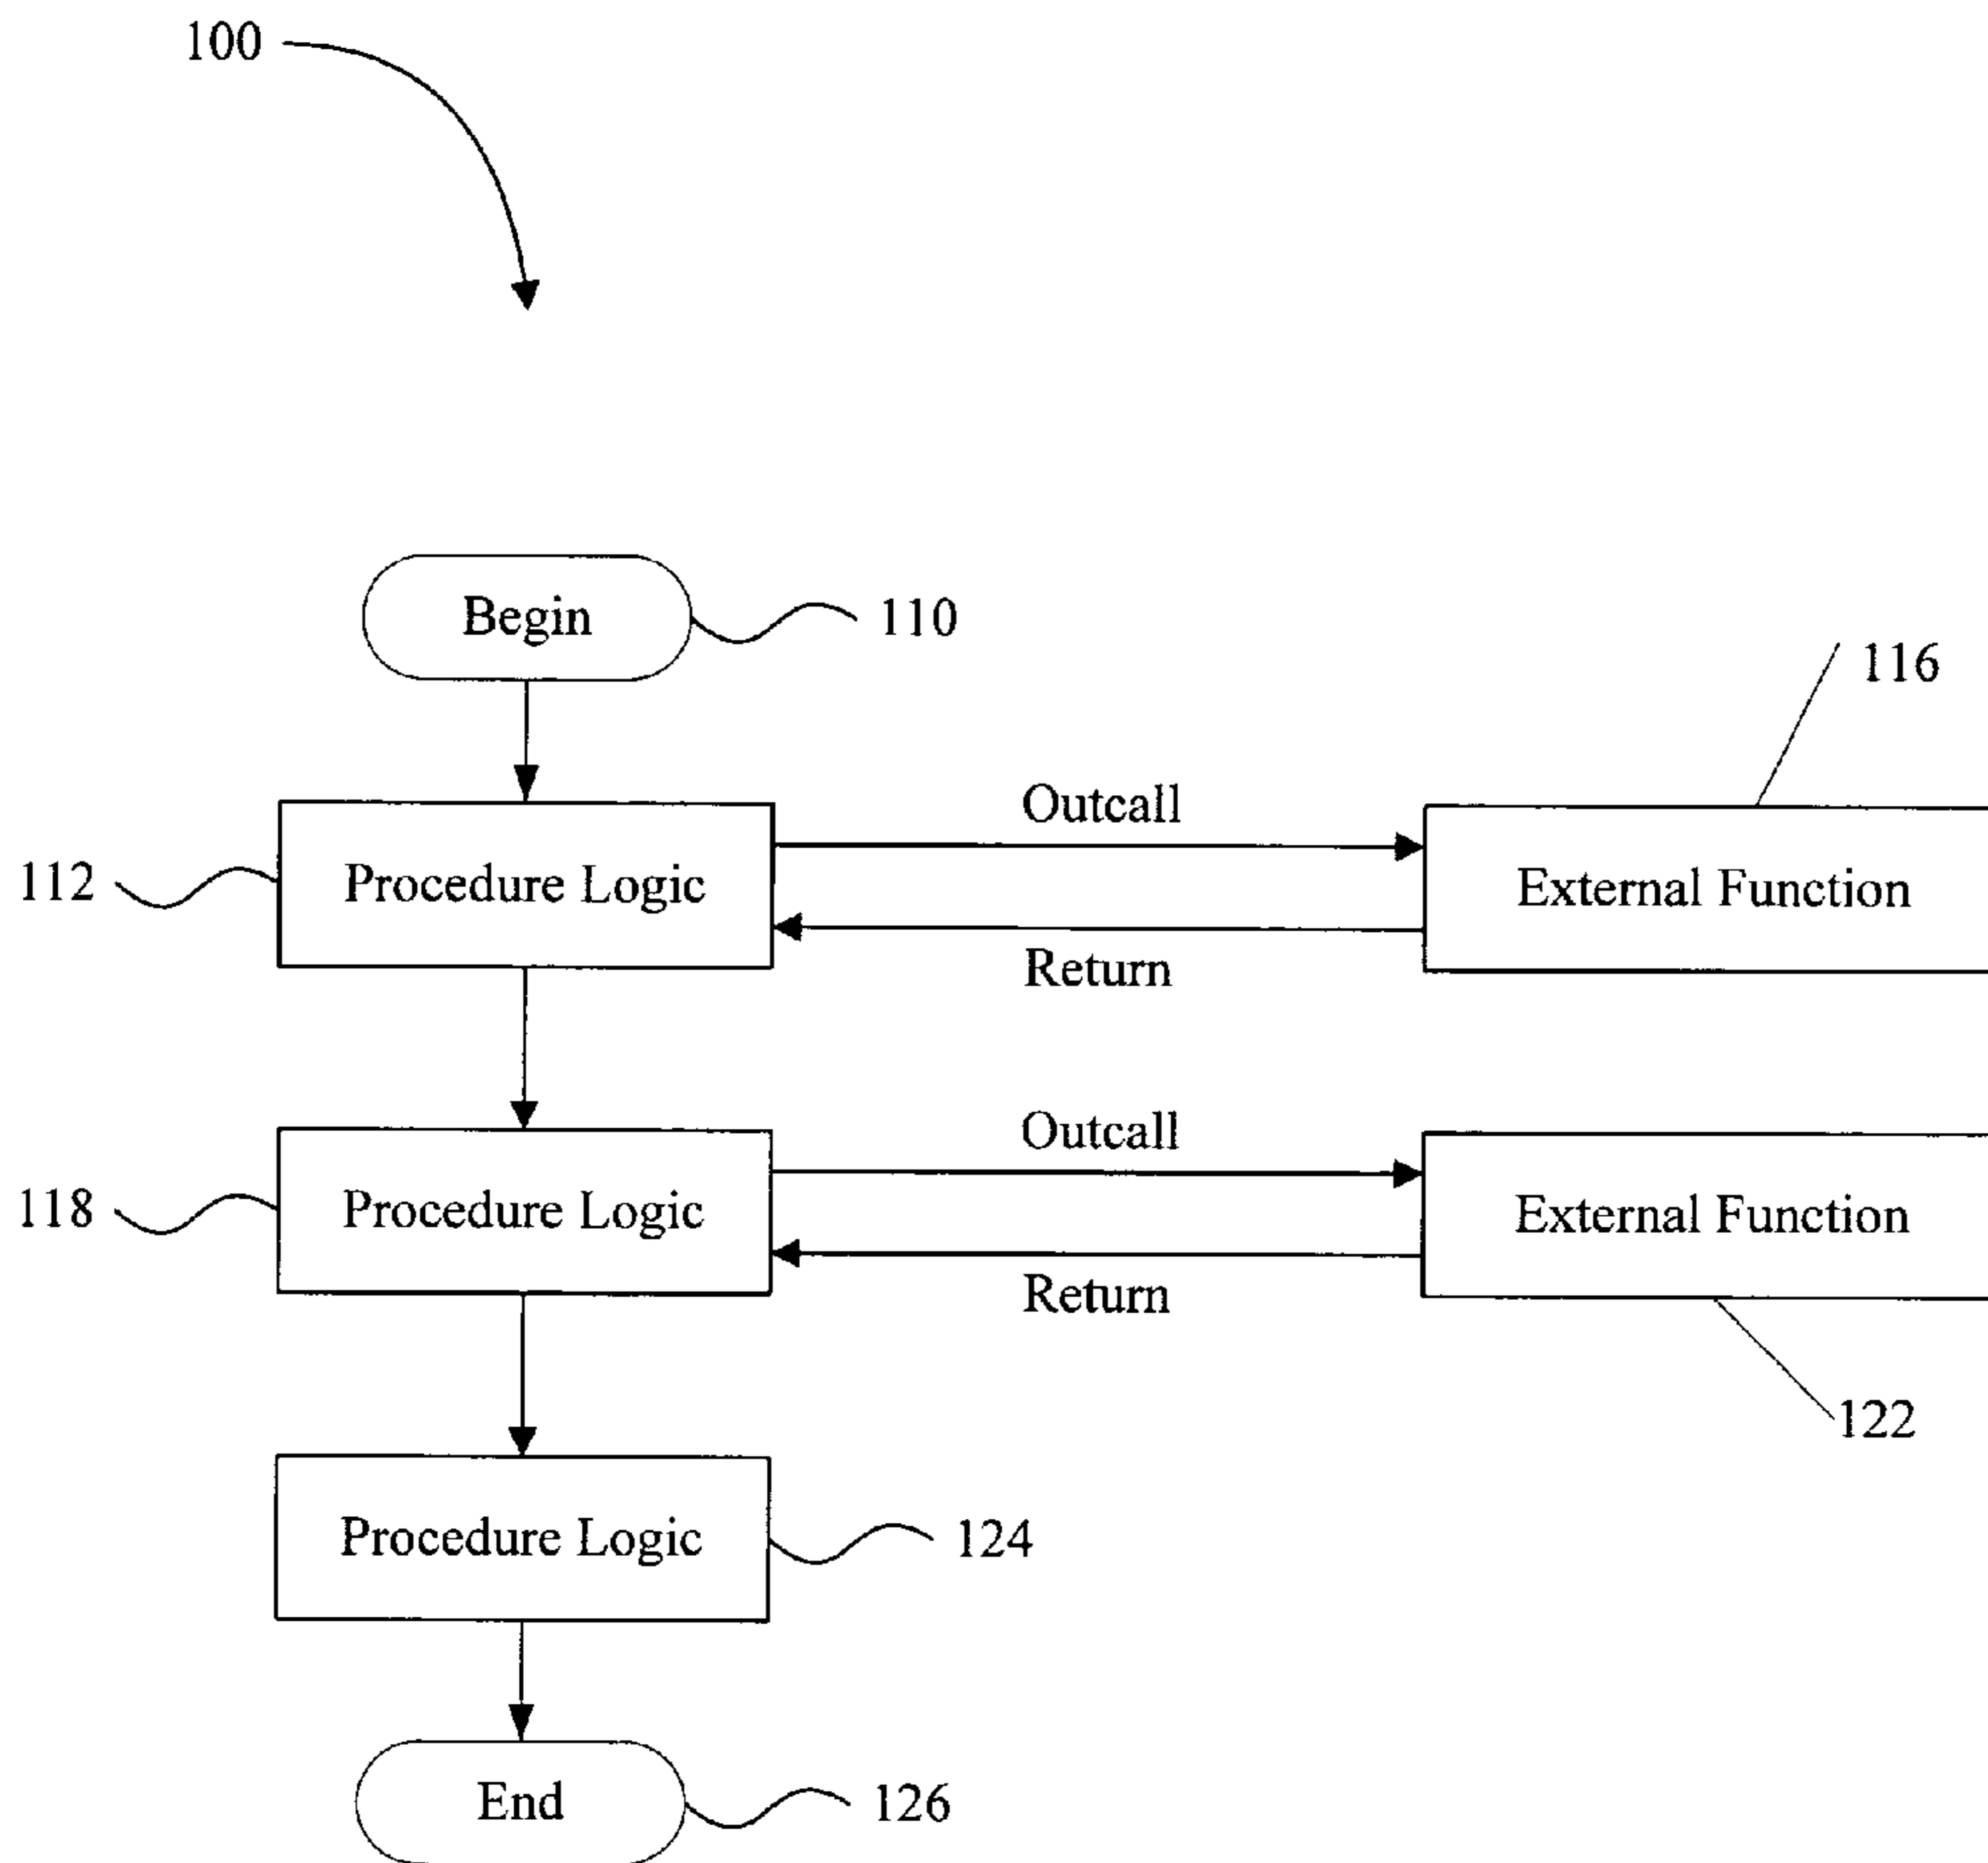 100
Begin
110
116
Outcall
112
Procedure Logic
External Function
Return
Outcall
118
Procedure Logic
External Function
Return
122
Procedure Logic
124
End
126